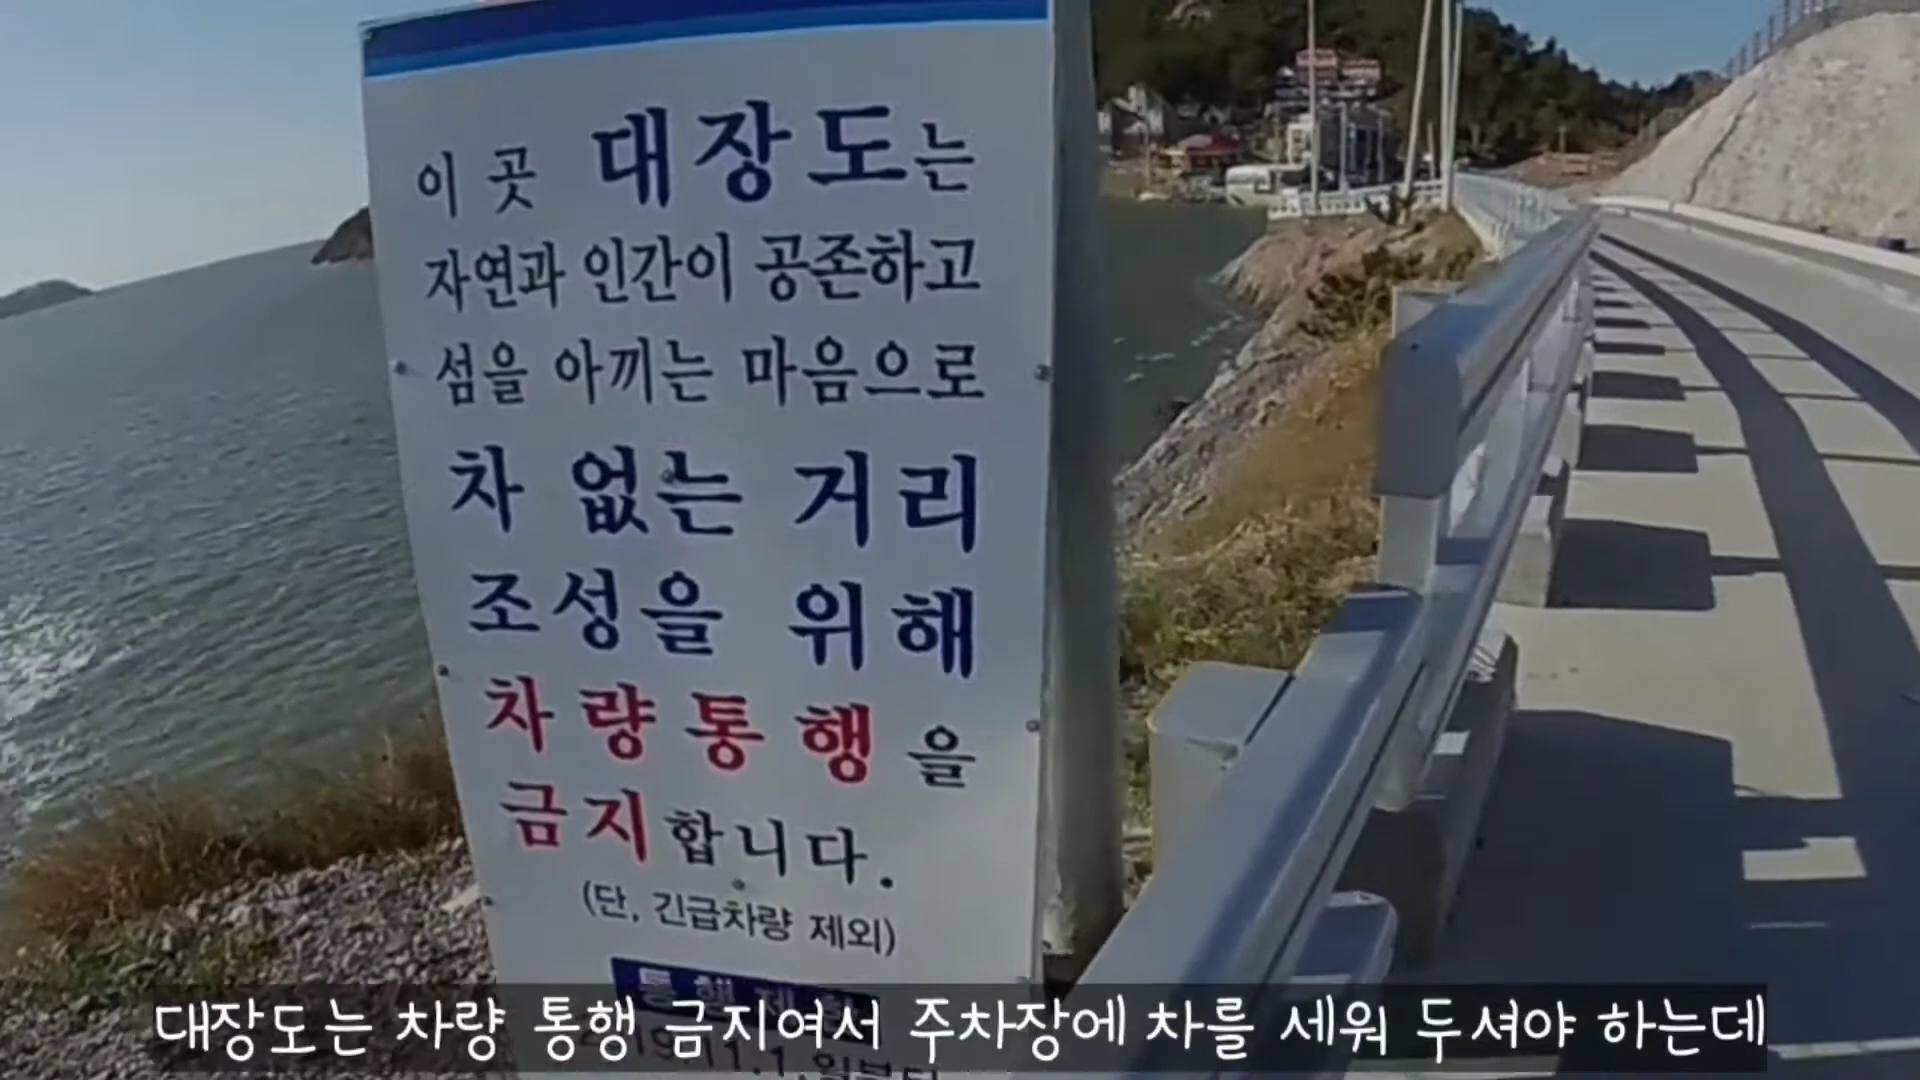 이 곳 대장도는
자연과 인간이 공존하고
섬을 아끼는 마음으로
차 없는 거리
조성을 위해
차량통행을
금지합니다.
(단, 긴급차량 제외)
대장도는 차량 통행 금지여서 주차장에 차를 세워 두셔야 하는데